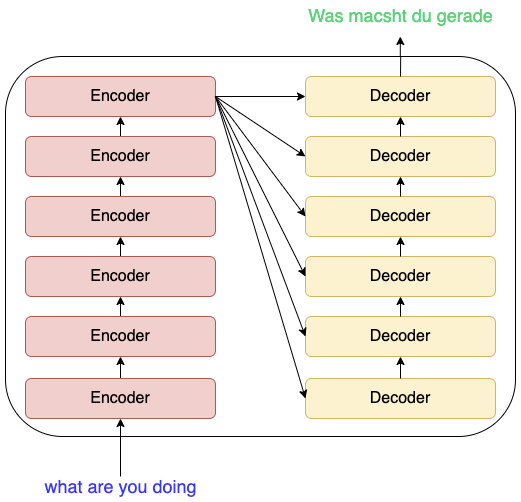 Was macsht du gerade
Encoder
Decoder
Encoder
Decoder
Encoder
Decoder
Encoder
Decoder
Encoder
Decoder
Encoder
Decoder
what are you doing